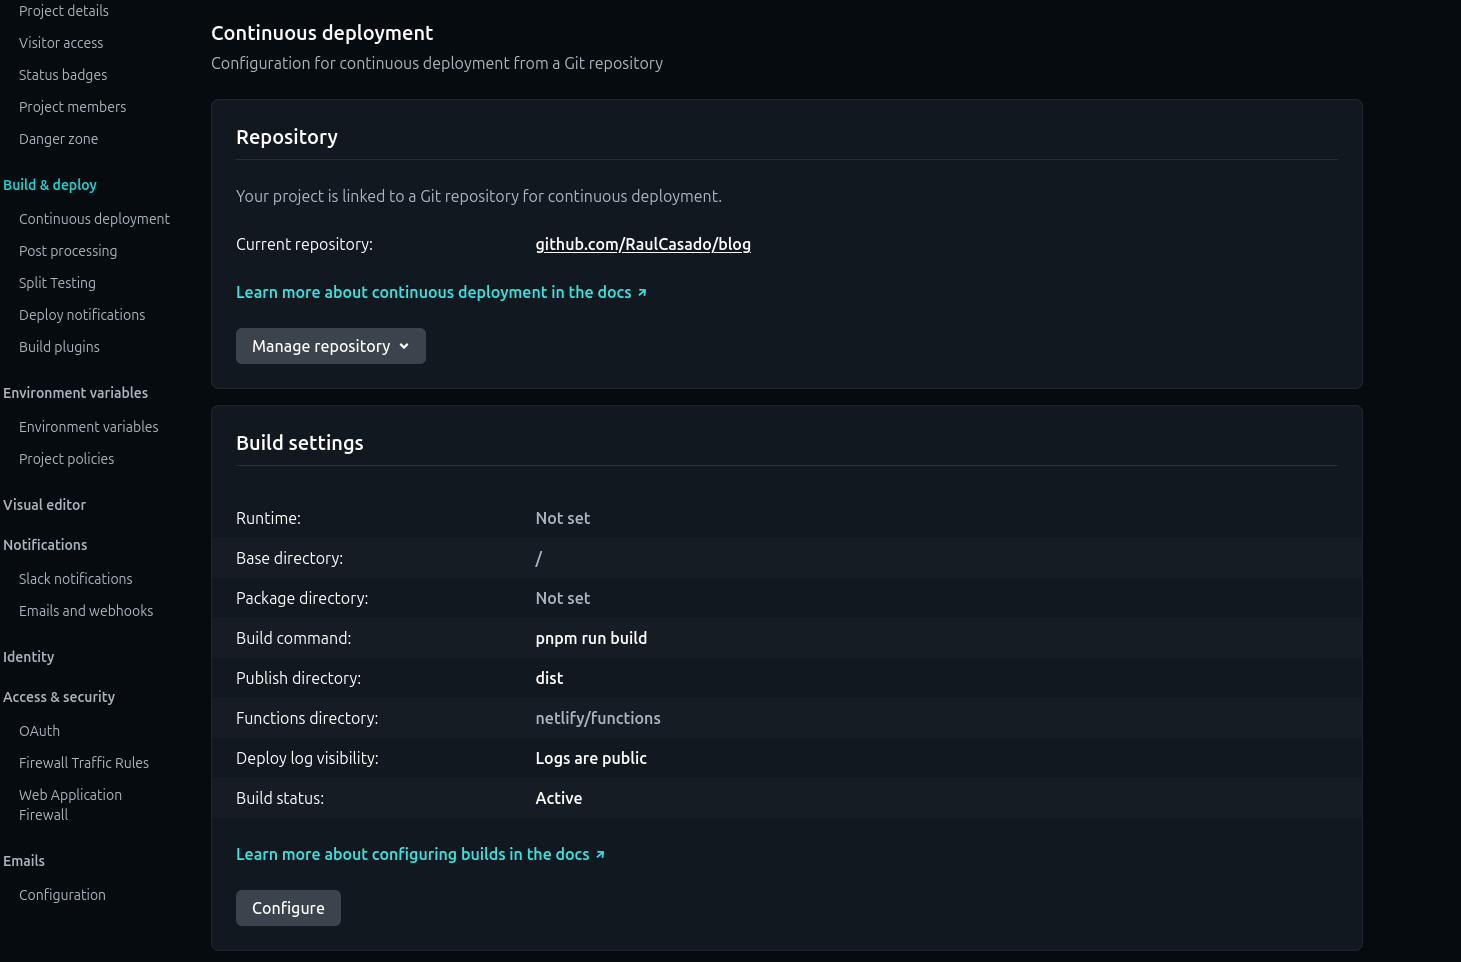 Project details
Visitor access
Status badges
Project members
Danger zone
Build & deploy
Continuous deployment
Post processing
Split Testing
Deploy notifications
Build plugins
Environment variables
Environment variables
Project policies
Visual editor
Notifications
Slack notifications
Emails and webhooks
Identity
Access & security
OAuth
Firewall Traffic Rules
Web Application
Firewall
Emails
Configuration
Continuous deployment
Configuration for continuous deployment from a Git repository
Repository
Your project is linked to a Git repository for continuous deployment.
Current repository: github.com/RaulCasado/blog
Learn more about continuous deployment in the docs ↗
Manage repository
Build settings
Runtime: Not set
Base directory: /
Package directory: Not set
Build command: pnpm run build
Publish directory: dist
Functions directory: netlify/functions
Deploy log visibility: Logs are public
Build status: Active
Learn more about configuring builds in the docs ↗
Configure